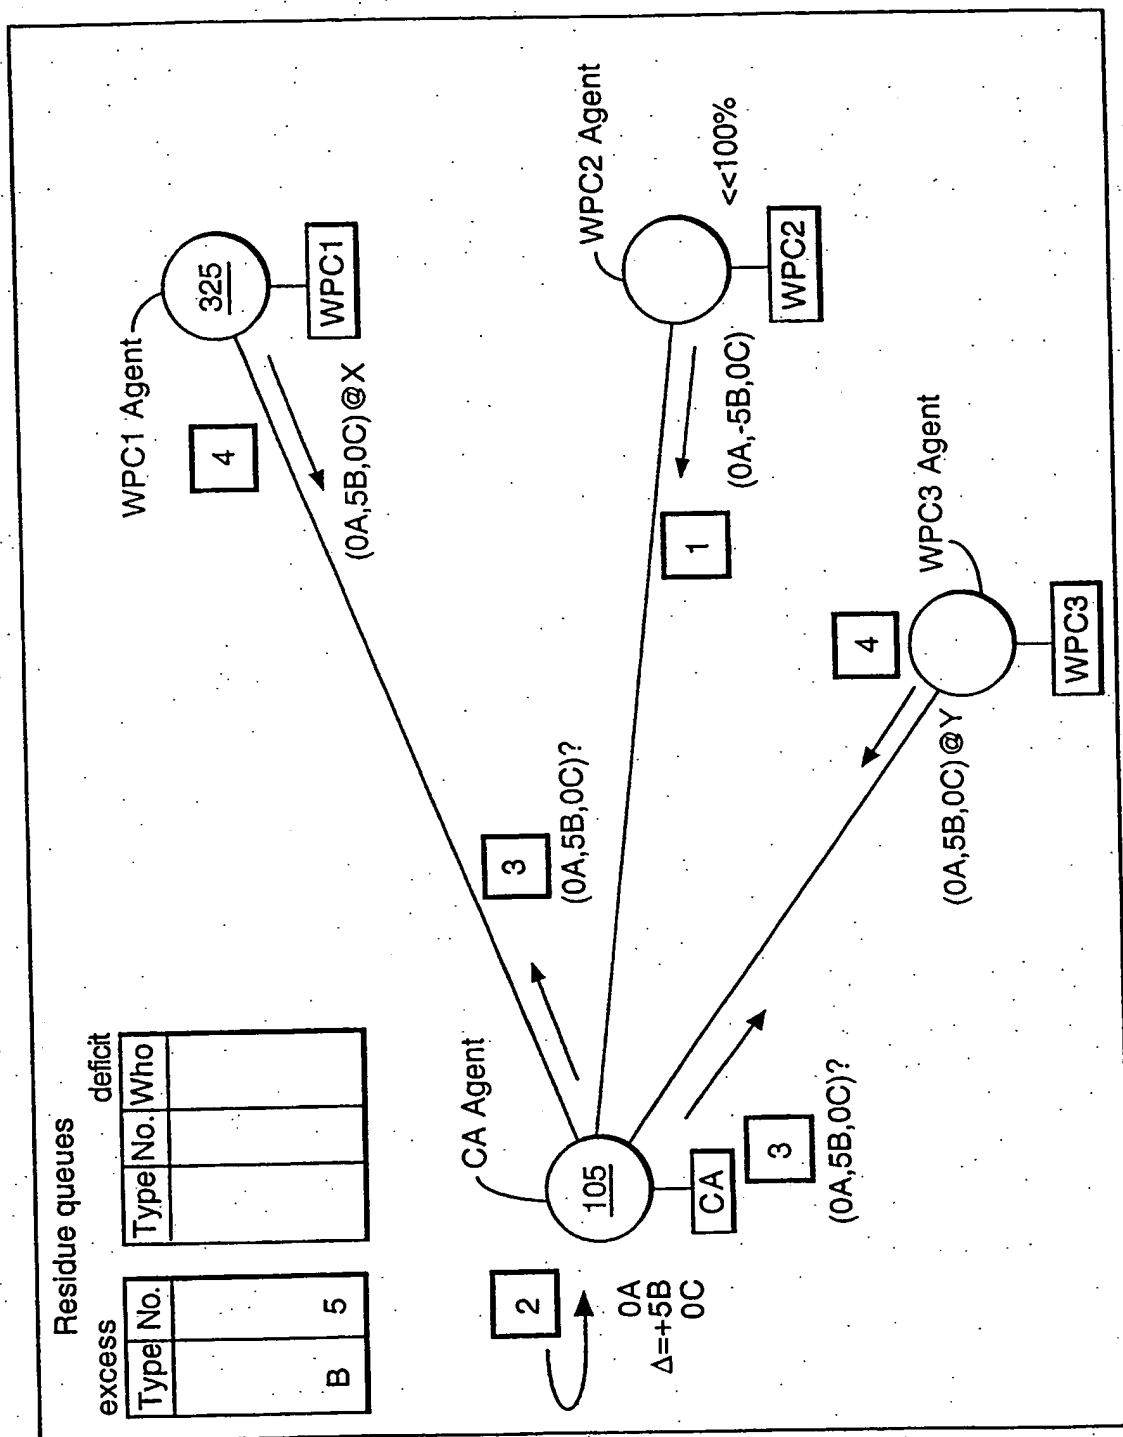 Residue queues
excess
deficit
Type No.
B 5
Type No. Who
CA Agent
105
CA
2
0A
Δ=+5B
0C
3
(0A,5B,0C)?
3
(0A,5B,0C)?
WPC1 Agent
325
WPC1
4
(0A,5B,0C)@X
WPC2 Agent
<<100%
WPC2
(0A,-5B,0C)
1
WPC3 Agent
4
WPC3
(0A,5B,0C)@Y